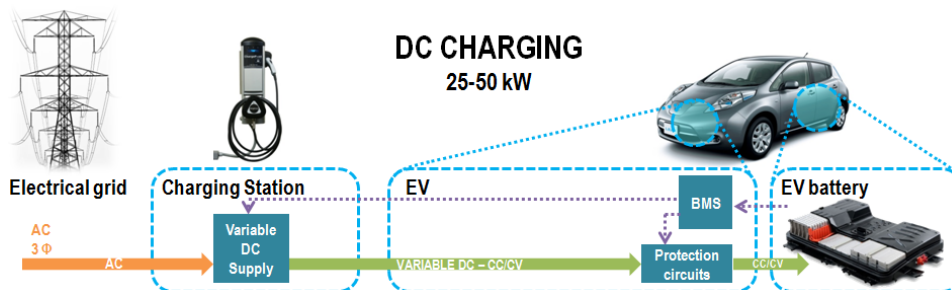 DC CHARGING
25-50 kW
Electrical grid
Charging Station
EV
EV battery
AC
3 Φ
AC
Variable
DC
Supply
VARIABLE DC – CC/CV
BMS
Protection
circuits
CC/CV